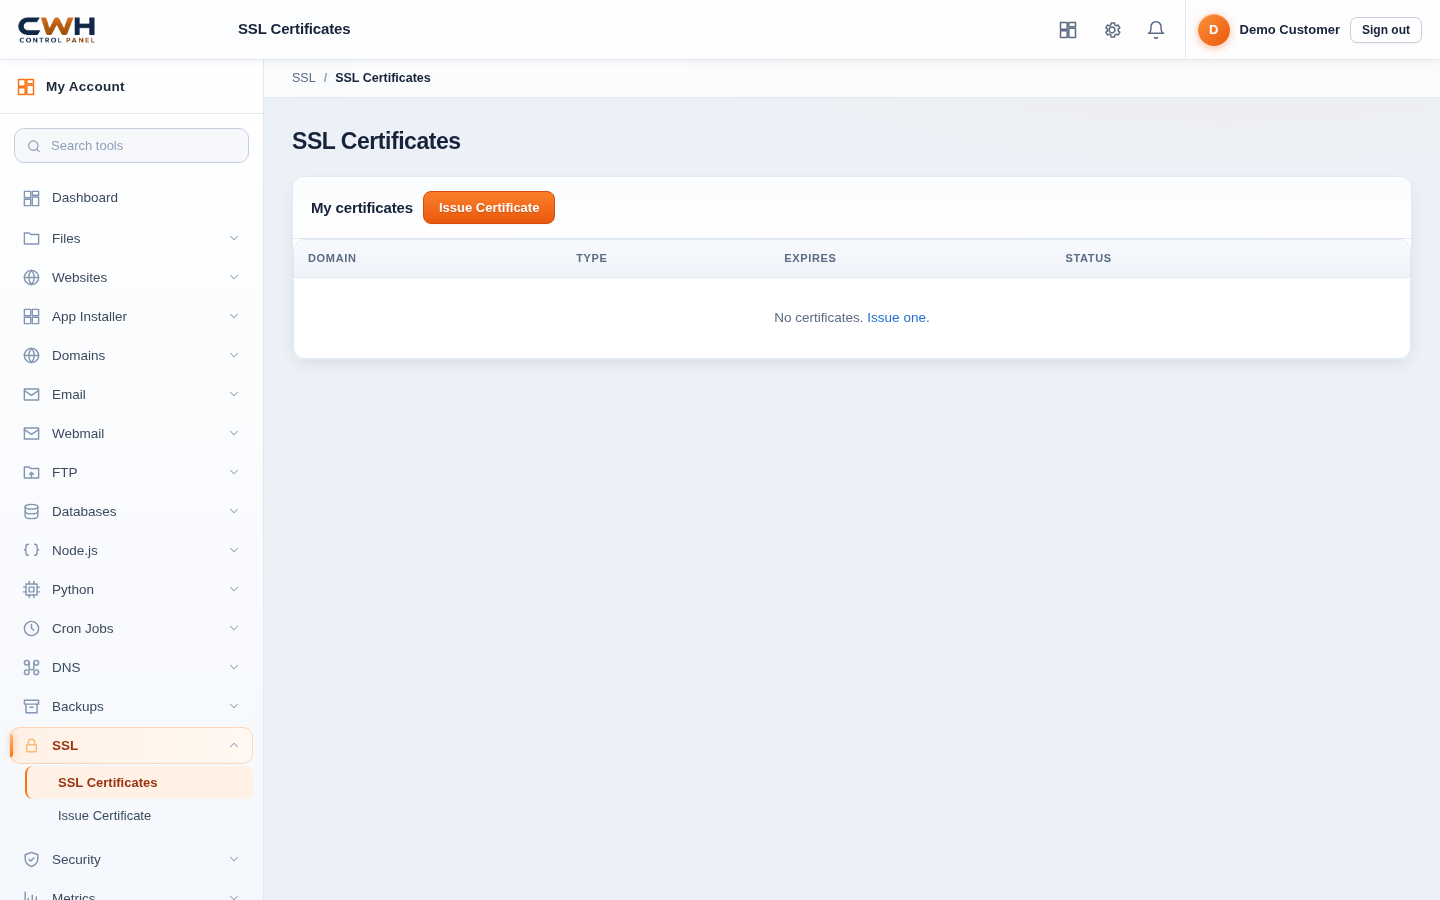 CWH
CONTROL PANEL
SSL Certificates
D
Demo Customer
Sign out
My Account
SSL / SSL Certificates
Search tools
SSL Certificates
Dashboard
Files
Websites
App Installer
Domains
Email
Webmail
FTP
Databases
Node.js
Python
Cron Jobs
DNS
Backups
SSL
SSL Certificates
Issue Certificate
Security
Metrics
My certificates
Issue Certificate
DOMAIN TYPE EXPIRES STATUS
No certificates. Issue one.